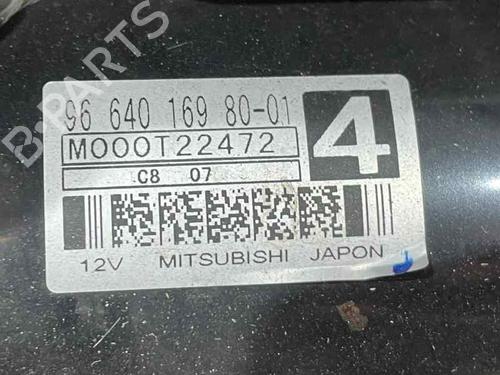 B-PARTS
96 640 169 80-01
M000T22472
4
C8 07
12V MITSUBISHI JAPON